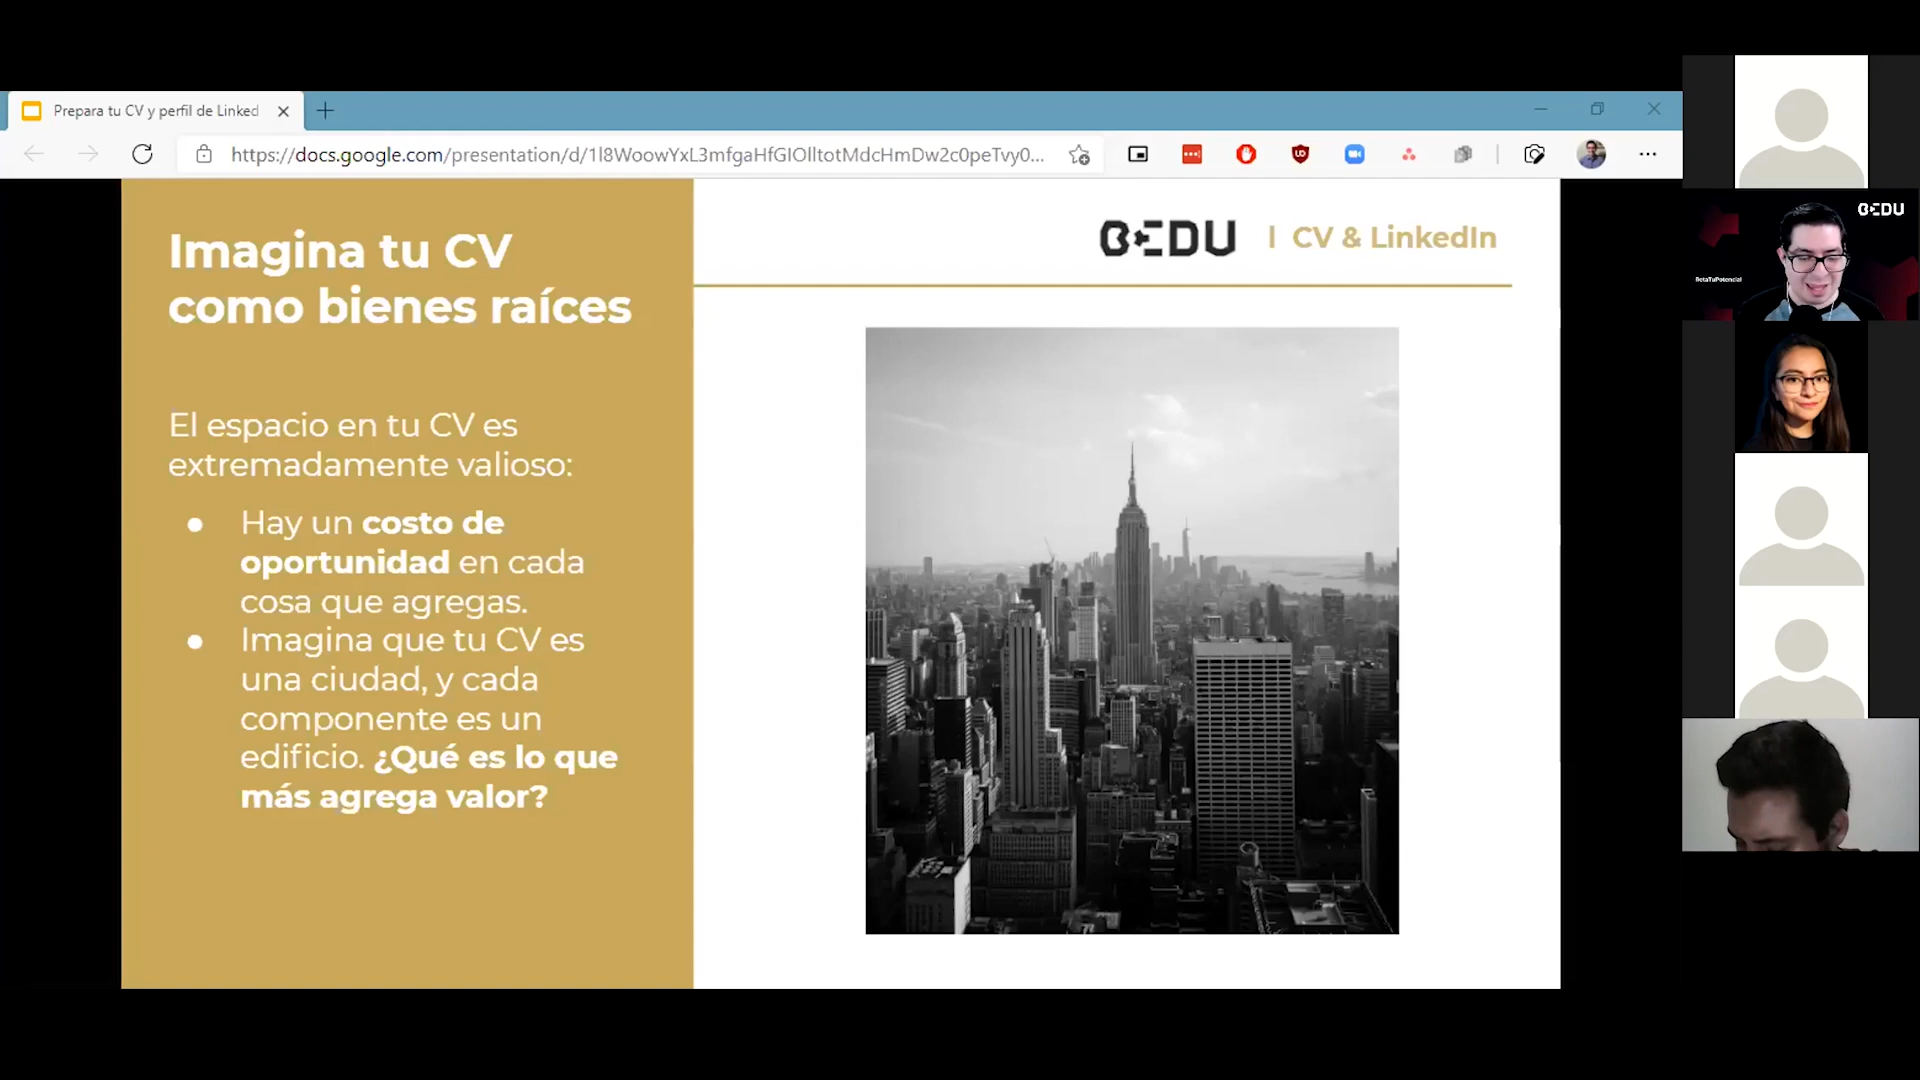 Prepara tu CV y perfil de Linked
https://docs.google.com/presentation/d/1l8WoowYxL3mfgaHfGIOlltotMdcHmDw2c0peTvy0...
Imagina tu CV
como bienes raíces
El espacio en tu CV es
extremadamente valioso:
● Hay un costo de
oportunidad en cada
cosa que agregas.
● Imagina que tu CV es
una ciudad, y cada
componente es un
edificio. ¿Qué es lo que
más agrega valor?
BEDU | CV & LinkedIn
BEDU
BetaTuPotencial